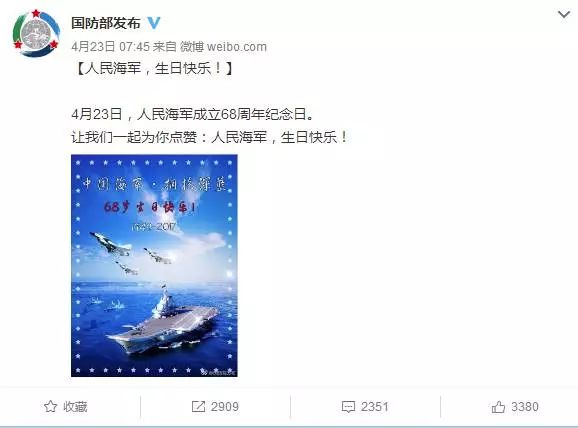 国防部发布
4月23日 07:45 来自 微博 weibo.com
【人民海军，生日快乐！】
4月23日，人民海军成立68周年纪念日。
让我们一起为你点赞：人民海军，生日快乐！
中国海军·拥抱深蓝
68岁生日快乐！
1949-2017
收藏
2909
2351
3380